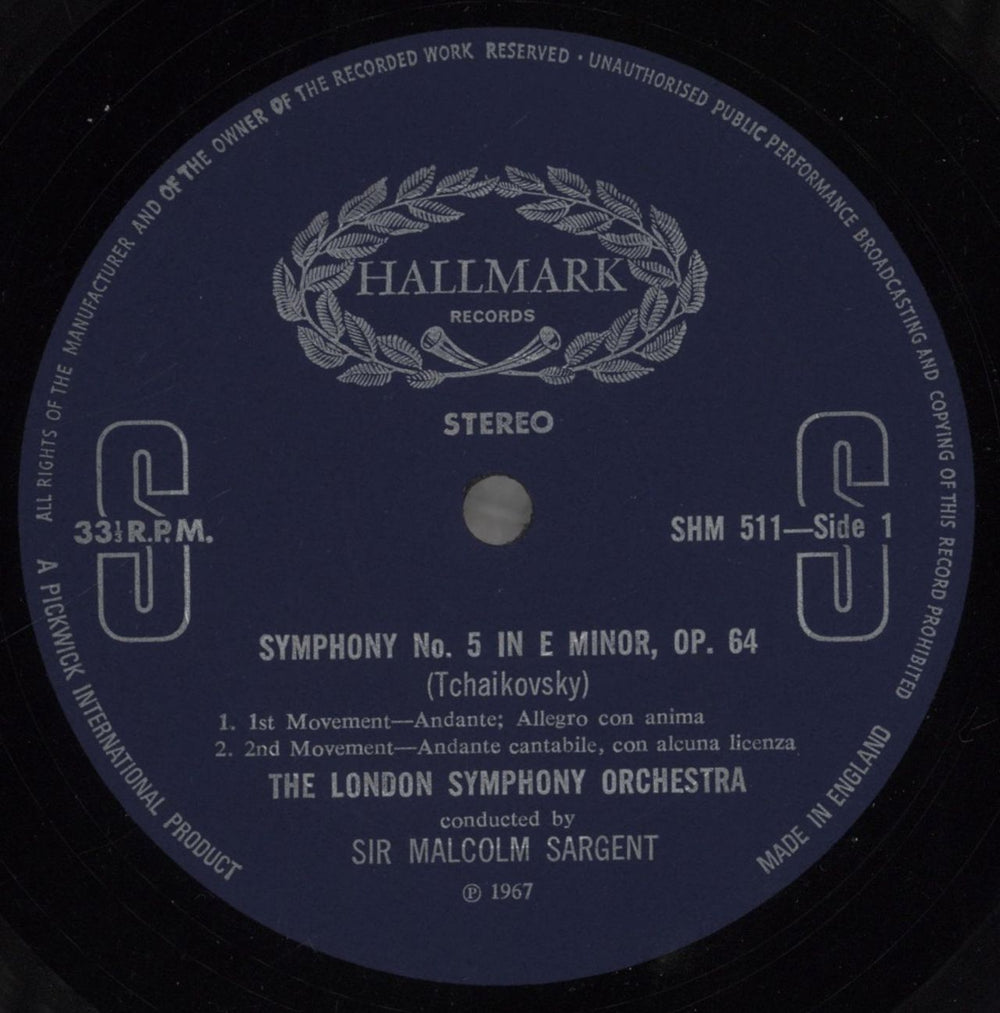 ALL RIGHTS OF THE MANUFACTURER AND OF THE OWNER OF THE RECORDED WORK RESERVED · UNAUTHORISED PUBLIC PERFORMANCE BROADCASTING AND COPYING OF THIS RECORD PROHIBITED
HALLMARK
RECORDS
STEREO
S
S
33⅓ R.P.M.
SHM 511—Side 1
SYMPHONY No. 5 IN E MINOR, OP. 64
(Tchaikovsky)
1. 1st Movement—Andante; Allegro con anima
2. 2nd Movement—Andante cantabile, con alcuna licenza
THE LONDON SYMPHONY ORCHESTRA
conducted by
SIR MALCOLM SARGENT
℗ 1967
A PICKWICK INTERNATIONAL PRODUCT
MADE IN ENGLAND